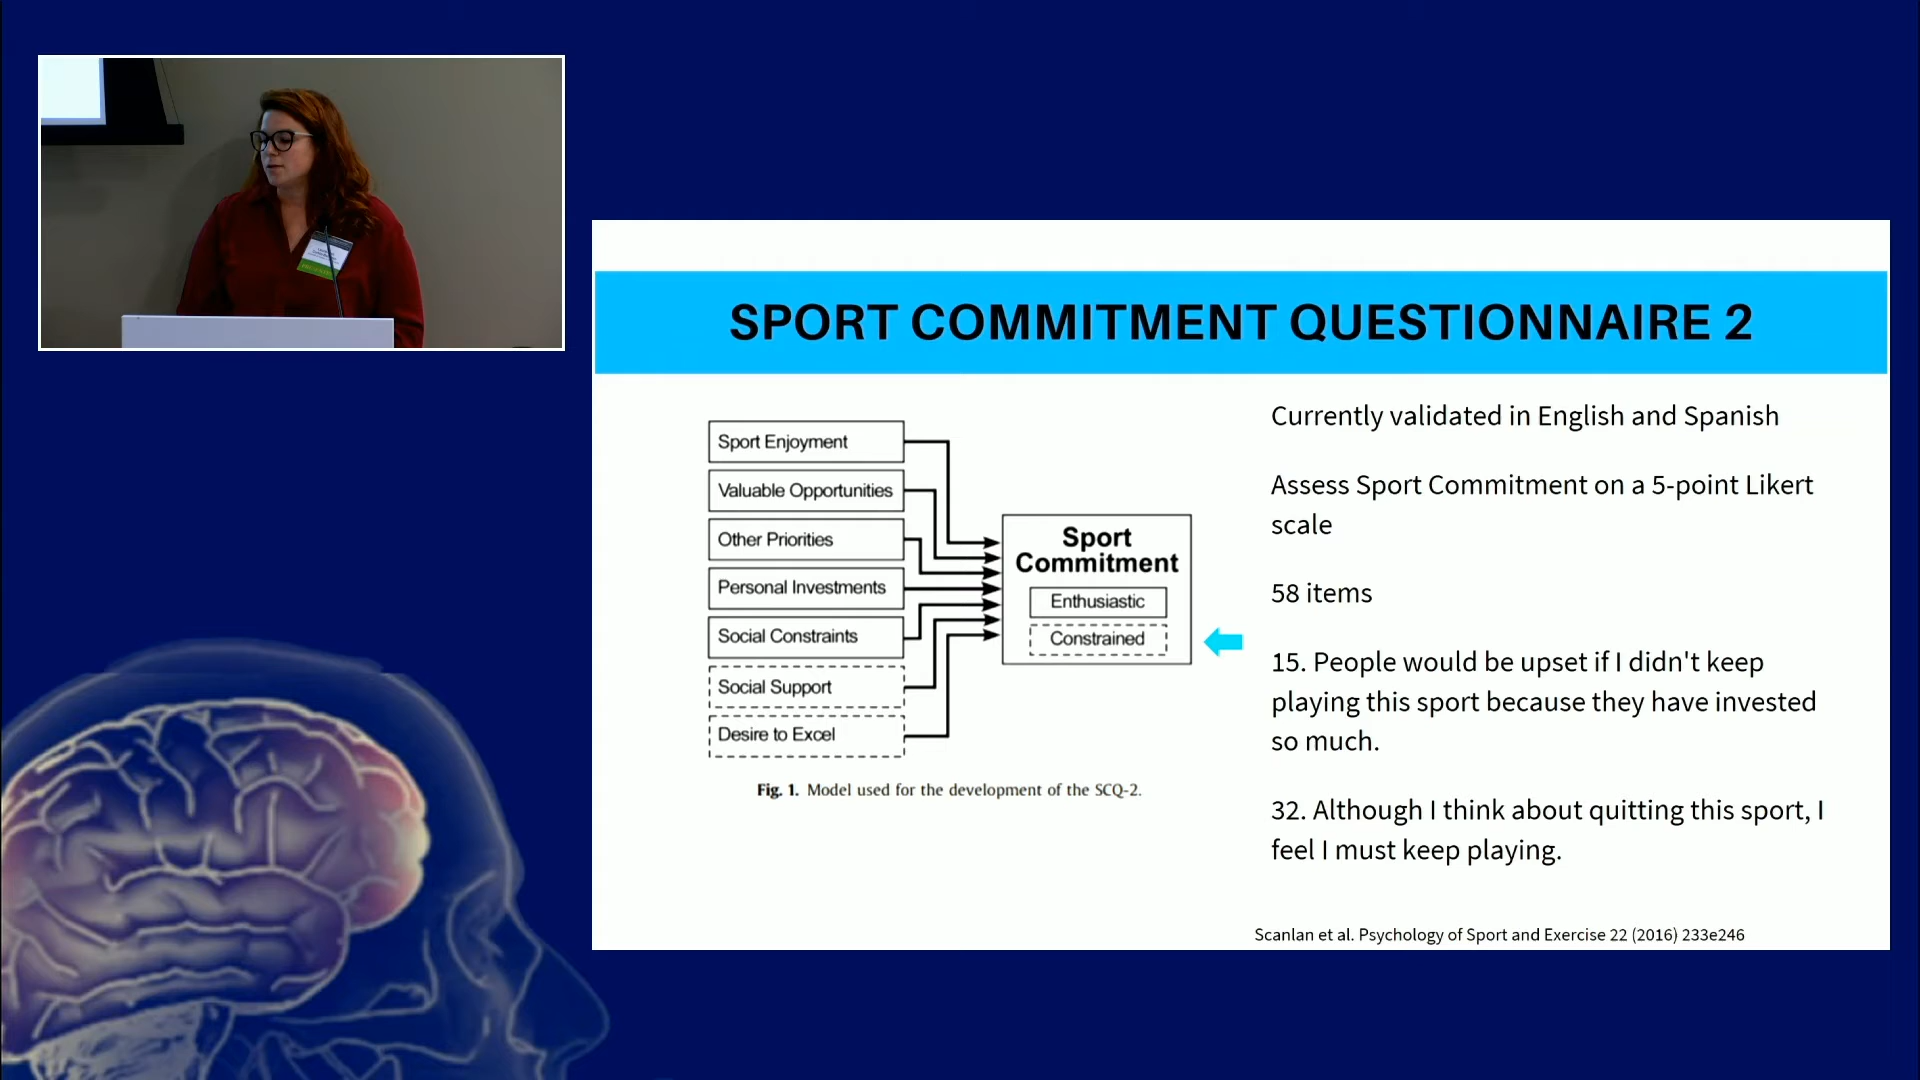 SPORT COMMITMENT QUESTIONNAIRE 2
Sport Enjoyment
Valuable Opportunities
Other Priorities
Personal Investments
Social Constraints
Social Support
Desire to Excel
Sport
Commitment
Enthusiastic
Constrained
Fig. 1. Model used for the development of the SCQ-2.
Currently validated in English and Spanish
Assess Sport Commitment on a 5-point Likert
scale
58 items
15. People would be upset if I didn't keep
playing this sport because they have invested
so much.
32. Although I think about quitting this sport, I
feel I must keep playing.
Scanlan et al. Psychology of Sport and Exercise 22 (2016) 233e246